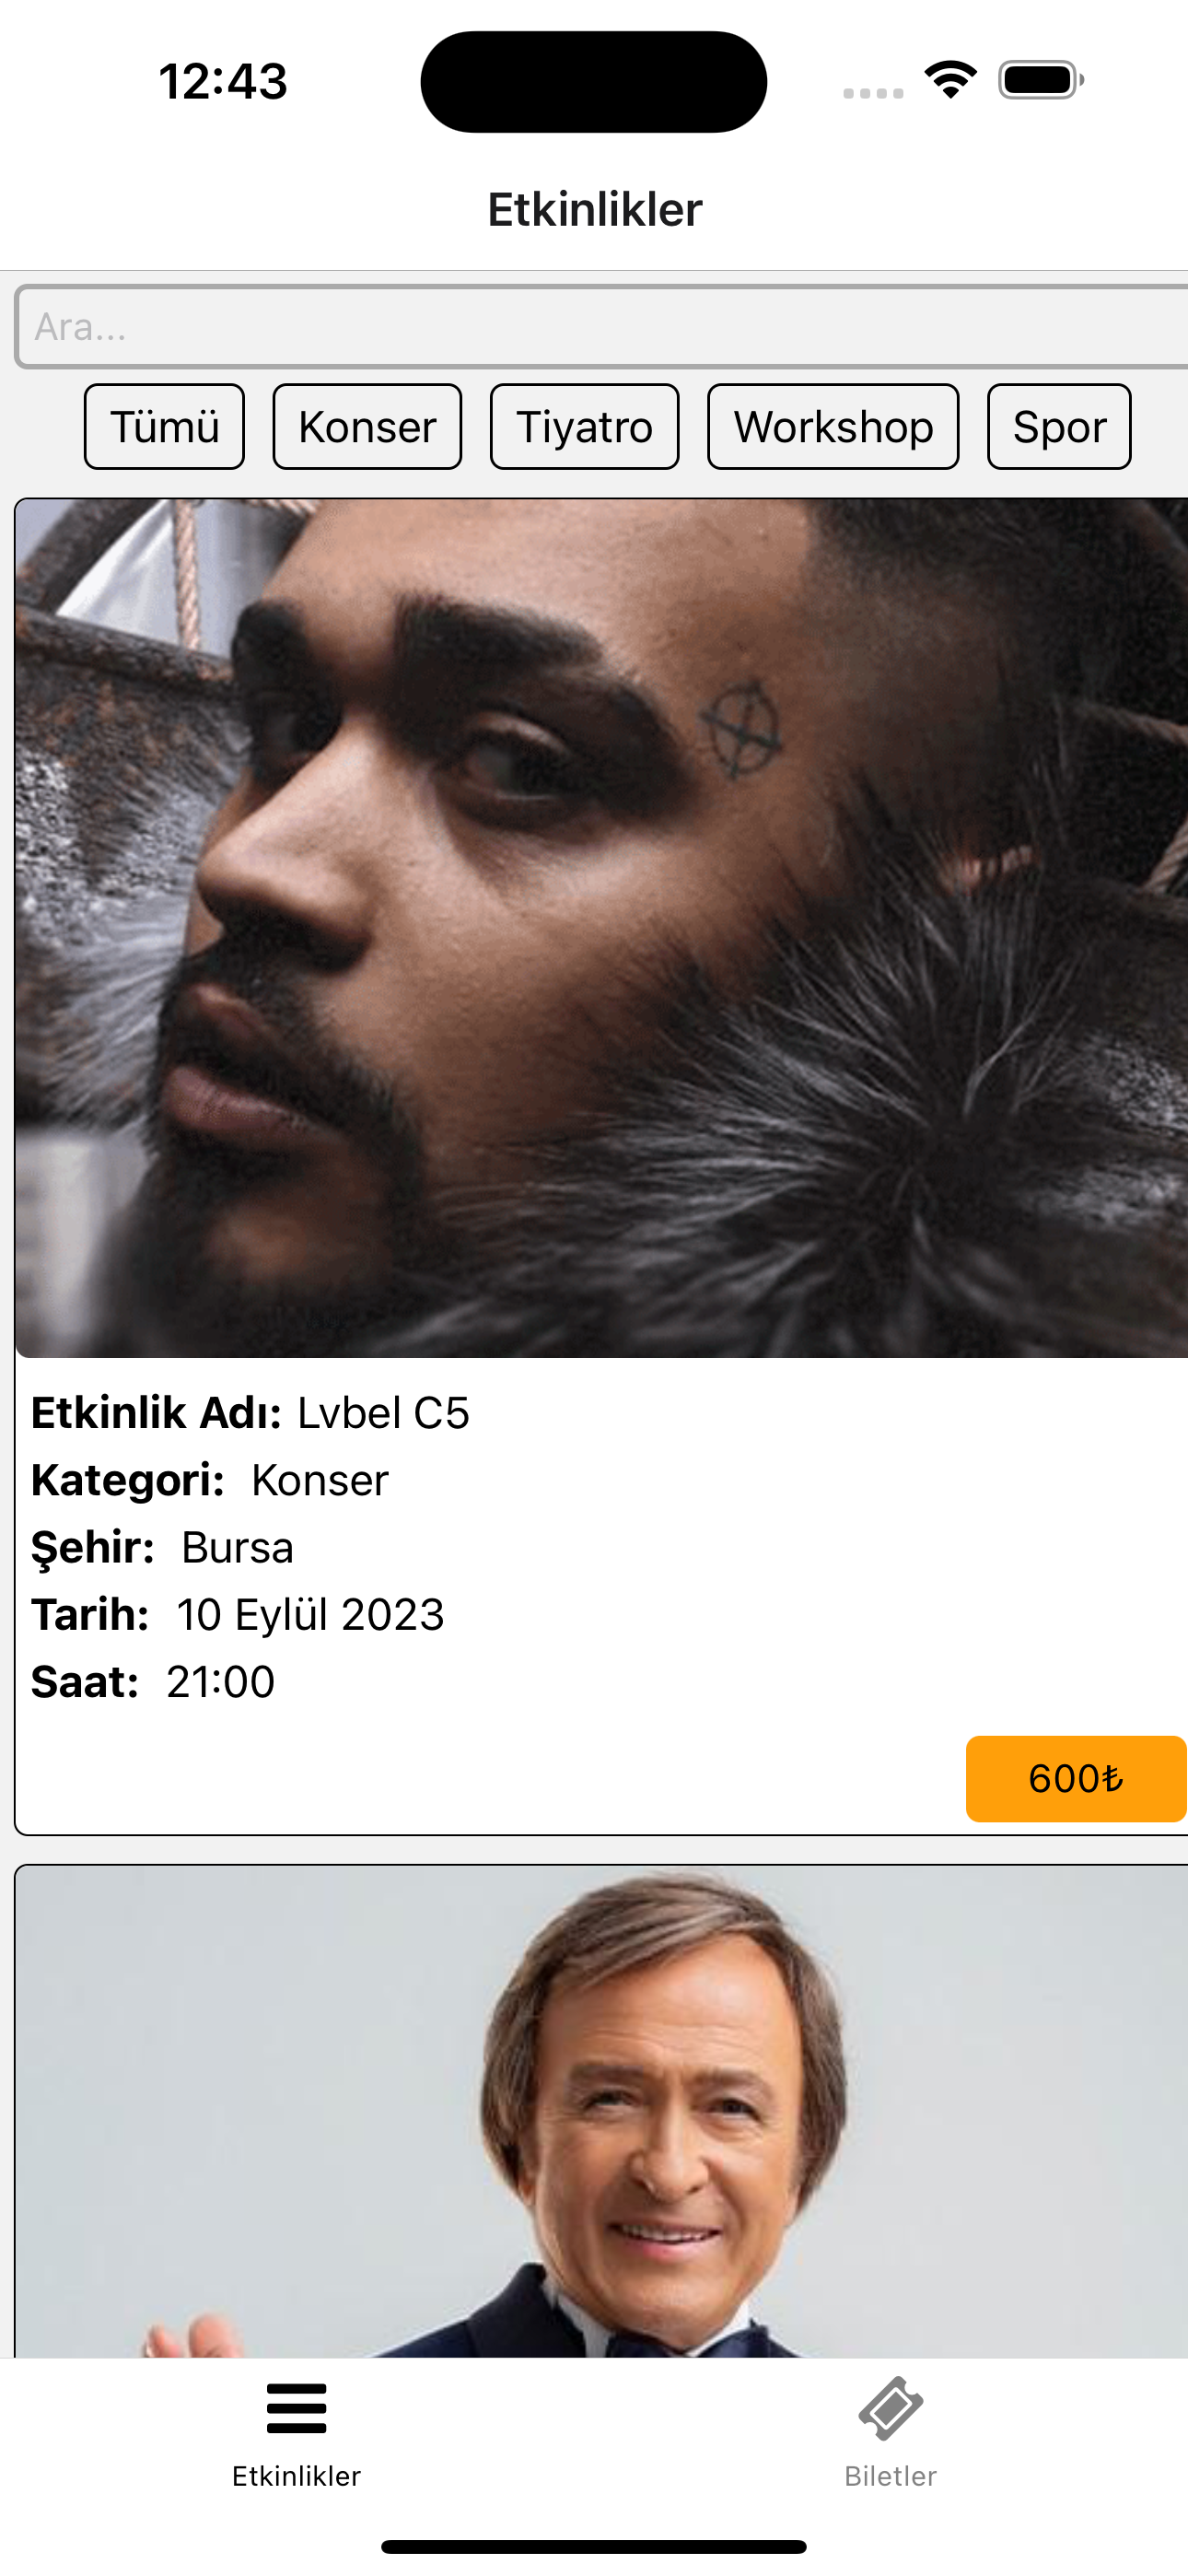 12:43
Etkinlikler
Ara...
Tümü Konser Tiyatro Workshop Spor
Etkinlik Adı: Lvbel C5
Kategori: Konser
Şehir: Bursa
Tarih: 10 Eylül 2023
Saat: 21:00
600₺
Etkinlikler Biletler